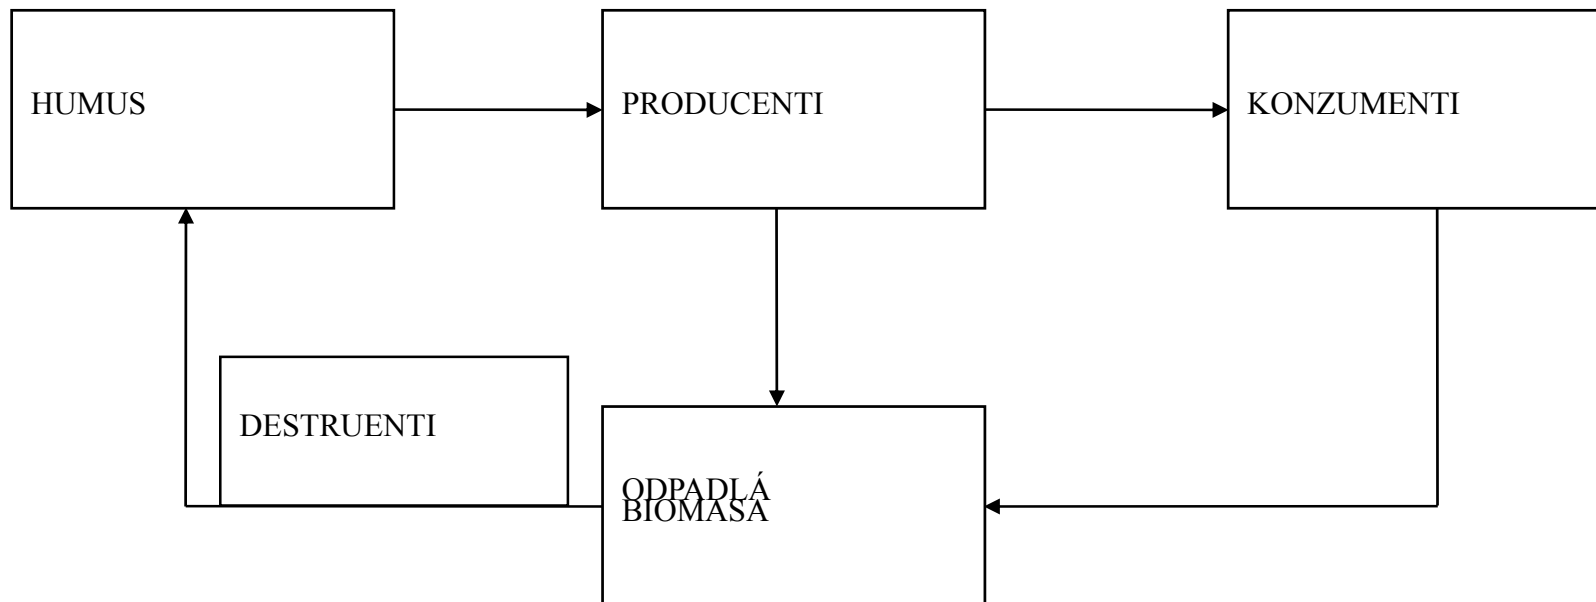 HUMUS
PRODUCENTI
KONZUMENTI
DESTRUENTI
ODPADLÁ
BIOMASA